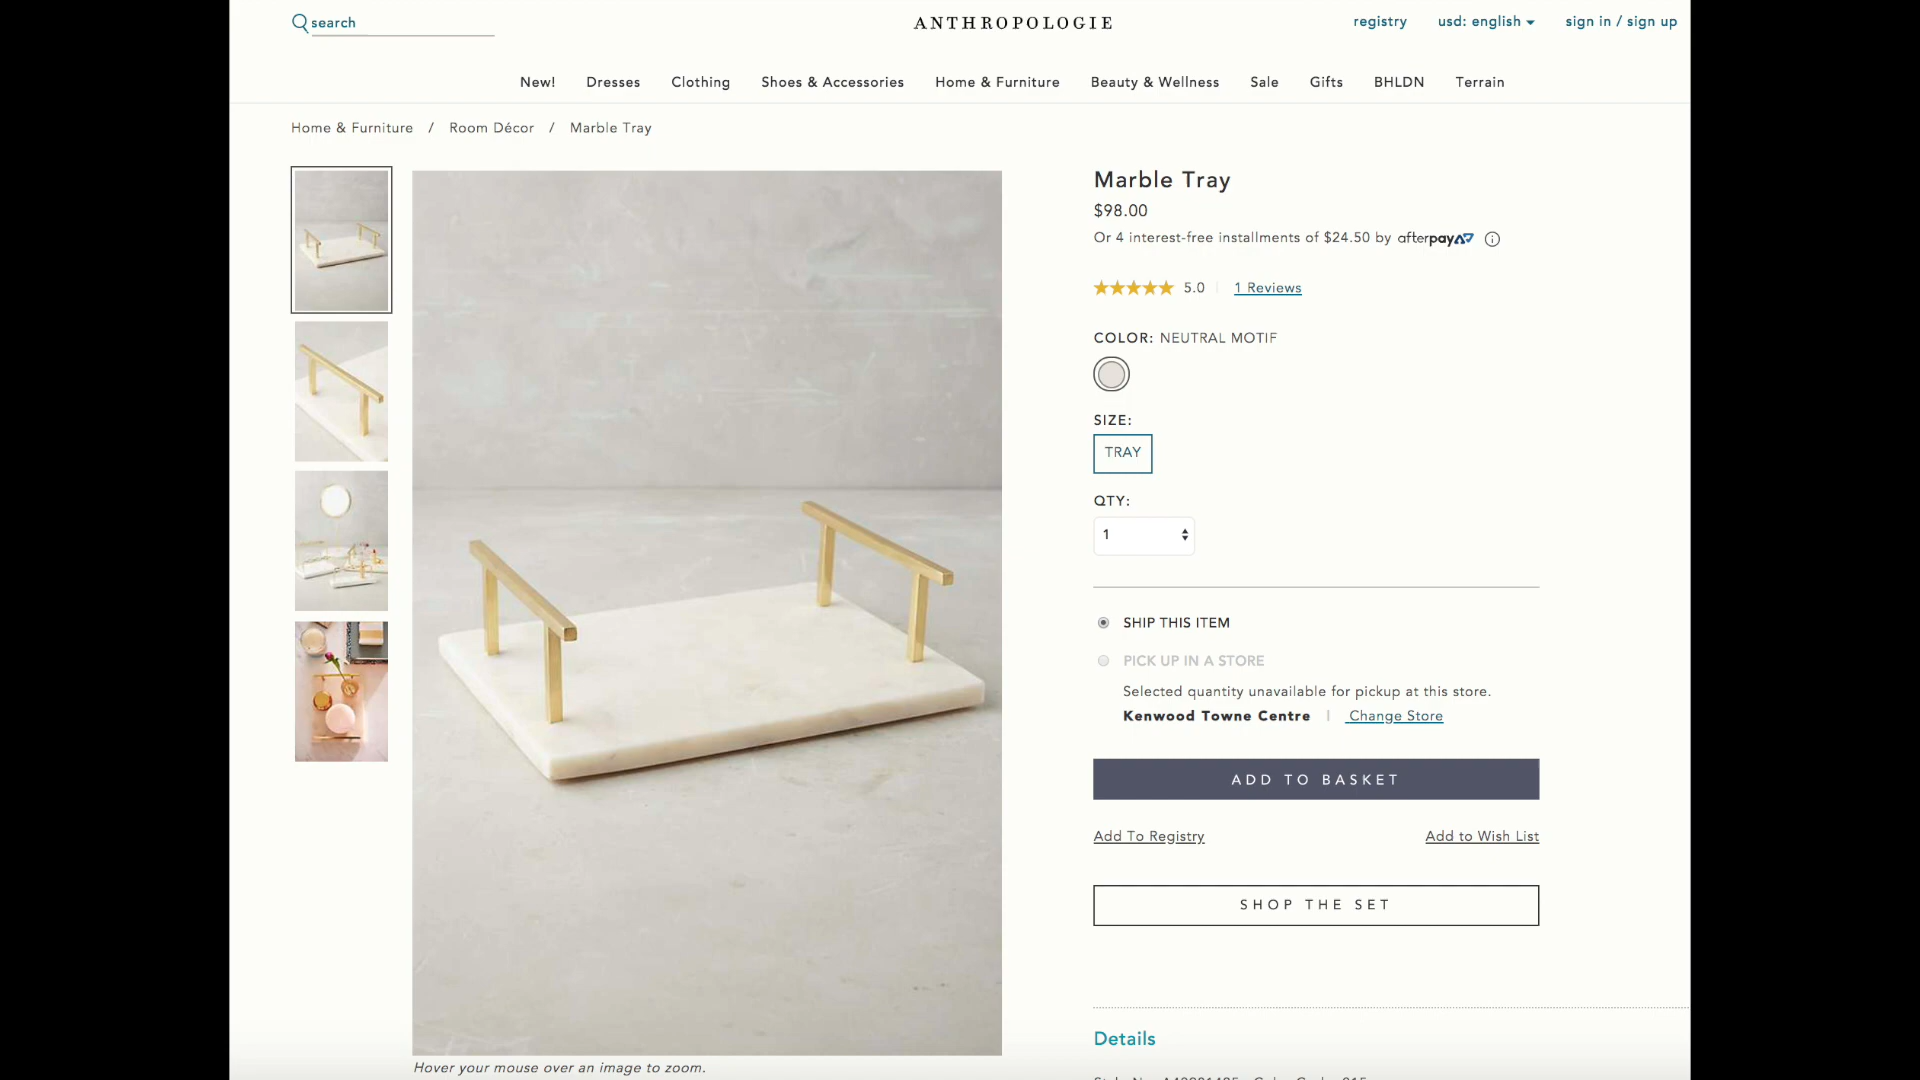 search
ANTHROPOLOGIE
registry
usd: english
sign in / sign up
New! Dresses Clothing Shoes & Accessories Home & Furniture Beauty & Wellness Sale Gifts BHLDN Terrain
Home & Furniture / Room Décor / Marble Tray
Marble Tray
$98.00
Or 4 interest-free installments of $24.50 by afterpay
5.0 | 1 Reviews
COLOR: NEUTRAL MOTIF
SIZE:
TRAY
QTY:
1
SHIP THIS ITEM
PICK UP IN A STORE
Selected quantity unavailable for pickup at this store.
Kenwood Towne Centre | Change Store
ADD TO BASKET
Add To Registry
Add to Wish List
SHOP THE SET
Details
Hover your mouse over an image to zoom.